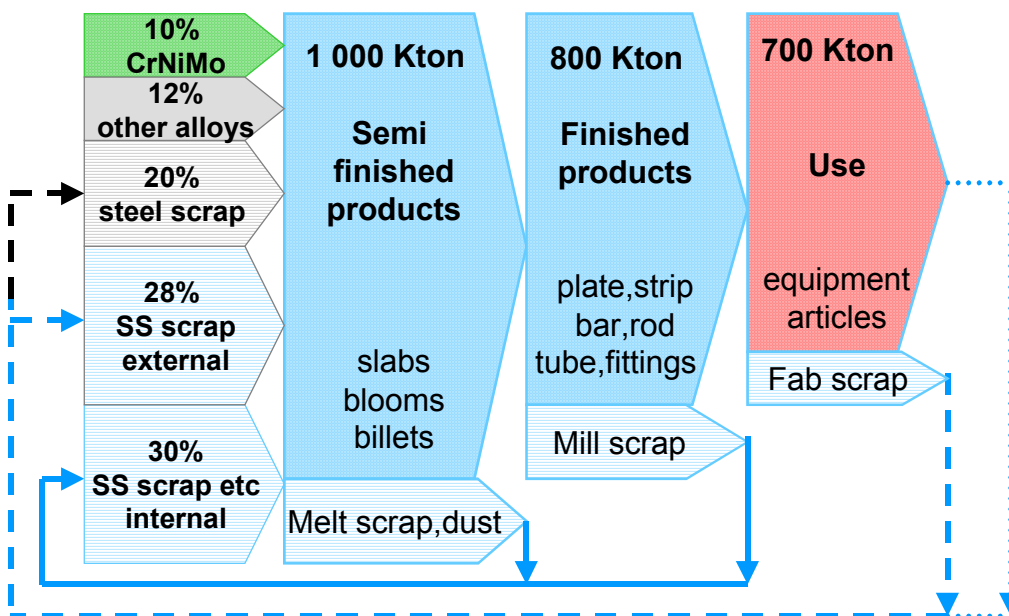 10%
CrNiMo
12%
other alloys
20%
steel scrap
28%
SS scrap
external
30%
SS scrap etc
internal
1 000 Kton
Semi
finished
products
slabs
blooms
billets
Melt scrap,dust
800 Kton
Finished
products
plate,strip
bar,rod
tube,fittings
Mill scrap
700 Kton
Use
equipment
articles
Fab scrap